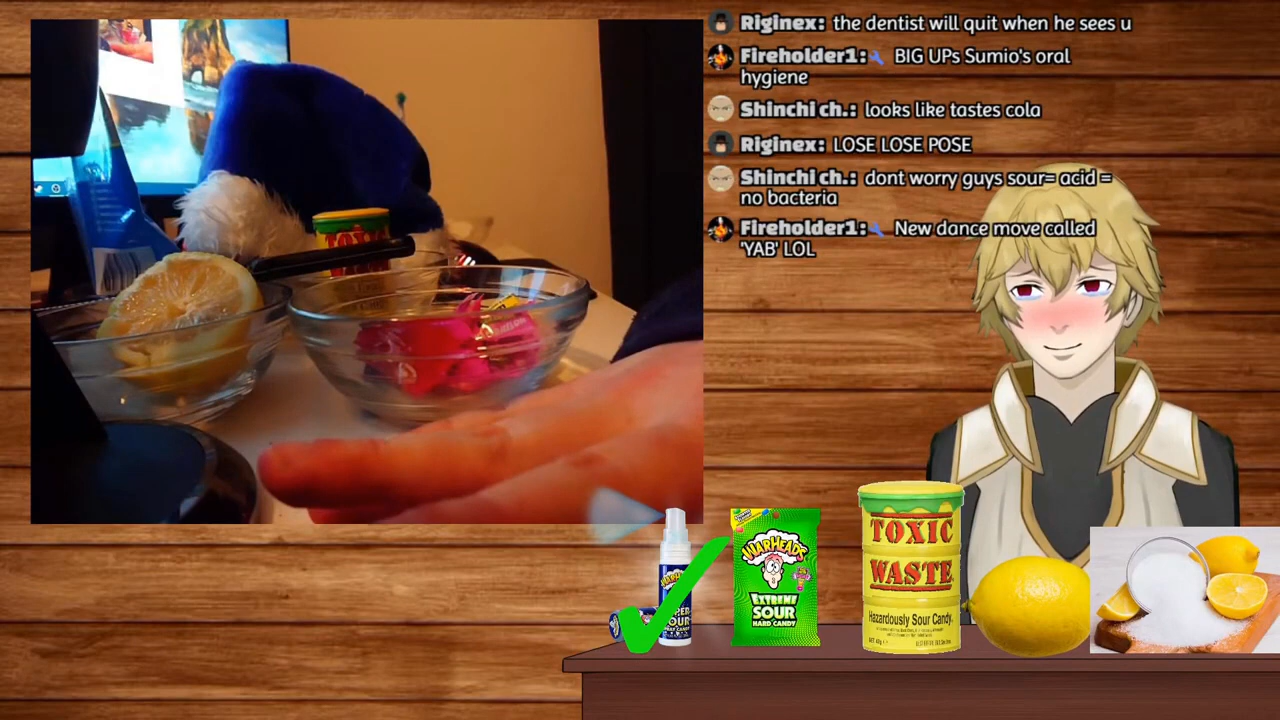 Riginex: the dentist will quit when he sees u
Fireholder1: BIG UPs Sumio's oral
hygiene
Shinchi ch.: looks like tastes cola
Riginex: LOSE LOSE POSE
Shinchi ch.: dont worry guys sour= acid =
no bacteria
Fireholder1: New dance move called
'YAB' LOL
TOXIC
WARHEADS
EXTREME
SOUR
HARD CANDY
TOXIC
WASTE
Hazardously Sour Candy